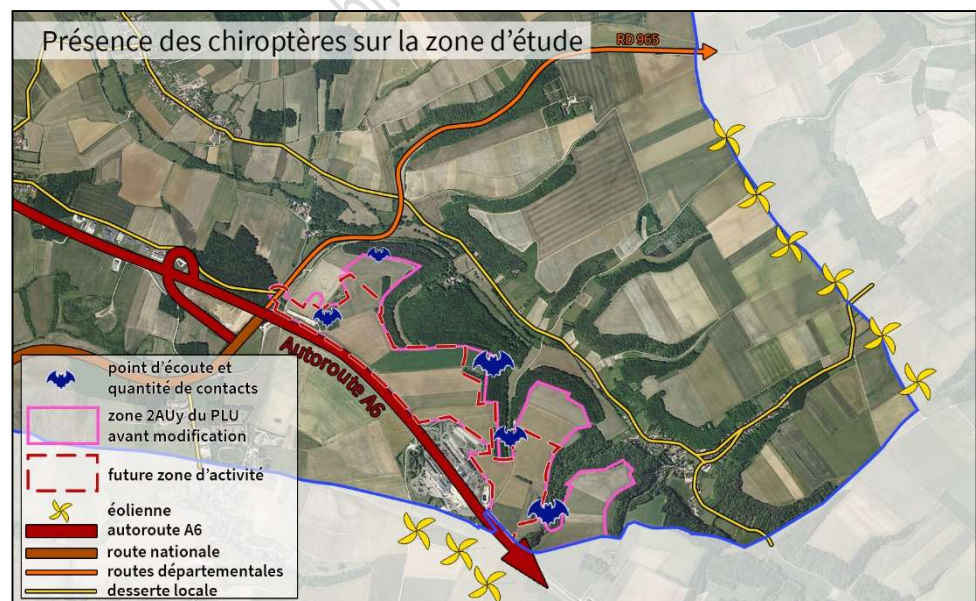 Présence des chiroptères sur la zone d'étude
RD 965
Autoroute A6
point d'écoute et
quantité de contacts
zone 2AUy du PLU
avant modification
future zone d'activité
éolienne
autoroute A6
route nationale
routes départementales
desserte locale